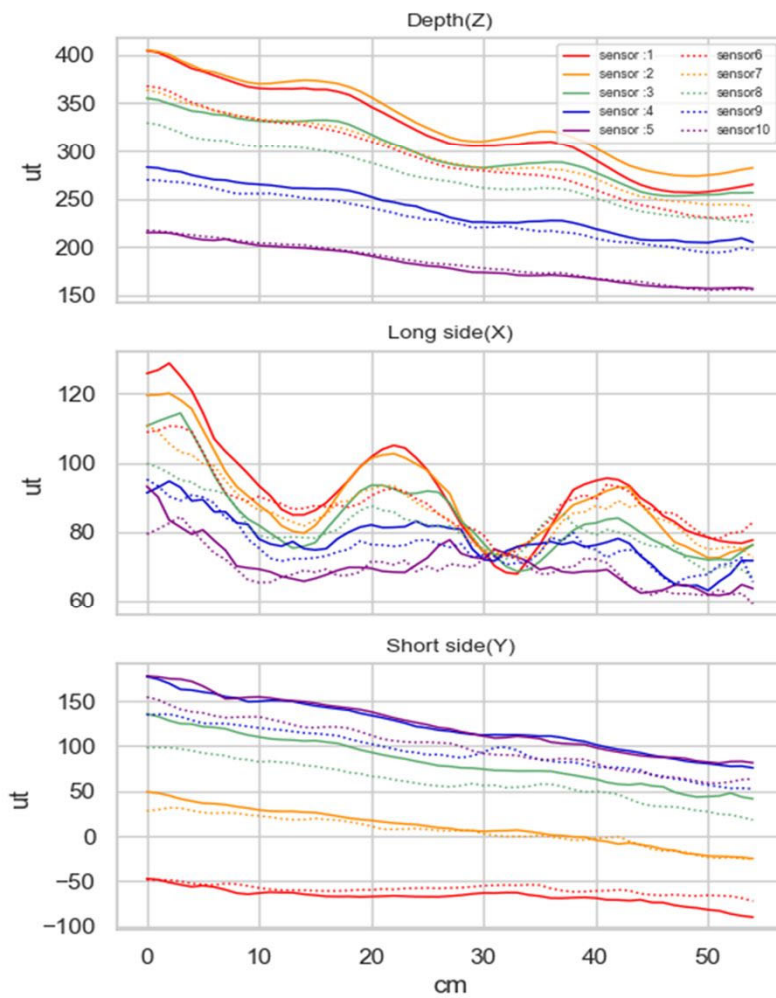 Depth(Z)
400
350
300
250
200
150
ut
sensor :1
sensor :2
sensor :3
sensor :4
sensor :5
sensor6
sensor7
sensor8
sensor9
sensor10
Long side(X)
120
100
80
60
ut
Short side(Y)
150
100
50
0
−50
−100
ut
0 10 20 30 40 50
cm